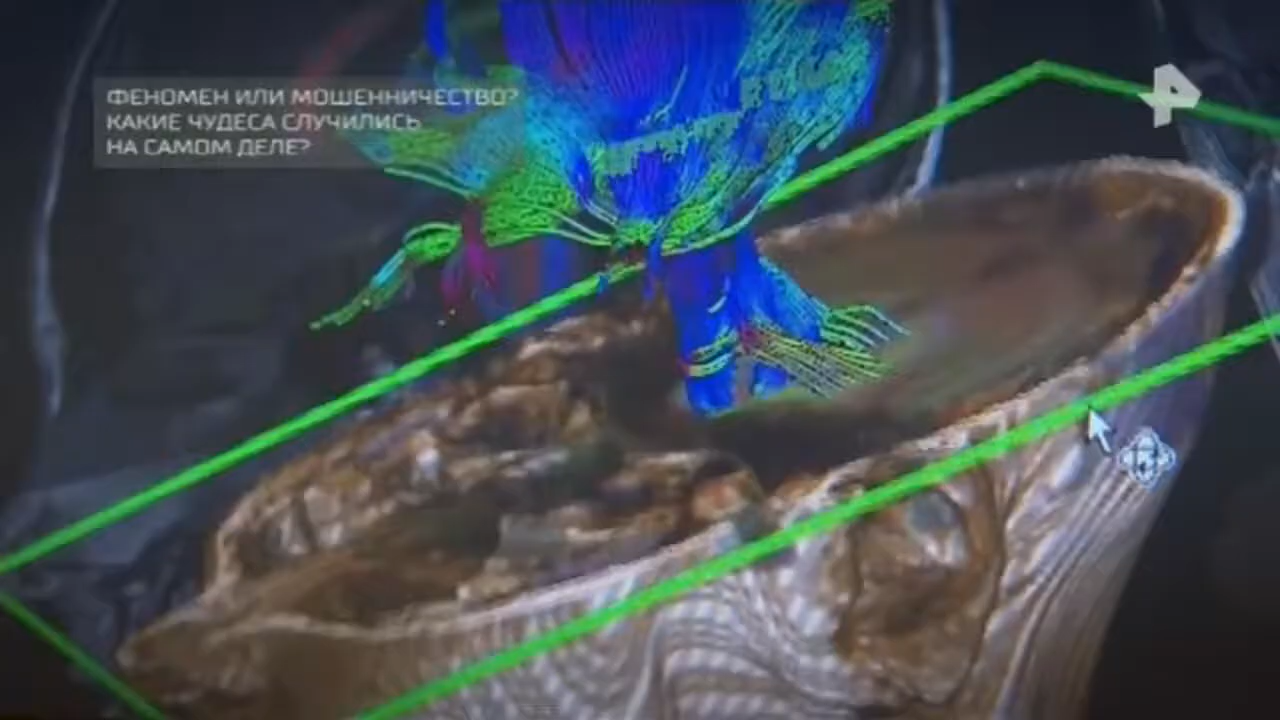 ФЕНОМЕН ИЛИ МОШЕННИЧЕСТВО?
КАКИЕ ЧУДЕСА СЛУЧИЛИСЬ
НА САМОМ ДЕЛЕ?